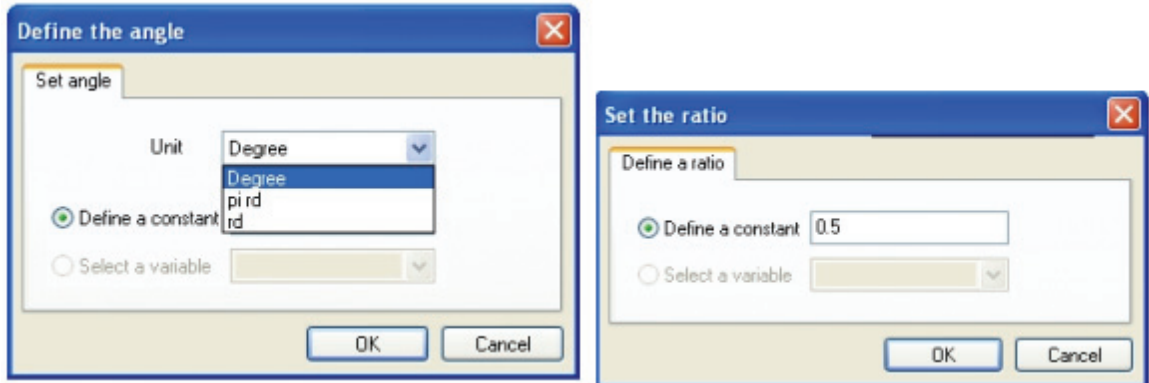 Define the angle
Set angle
Unit Degree
Degree
pi rd
Define a constant rd
Select a variable
OK Cancel
Set the ratio
Define a ratio
Define a constant 0.5
Select a variable
OK Cancel